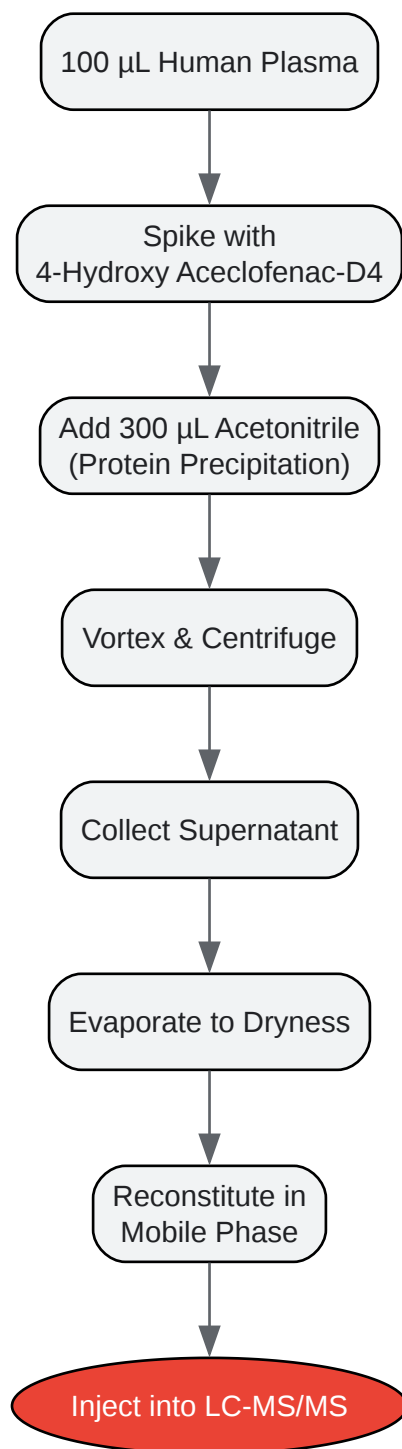 100 µL Human Plasma
Spike with
4-Hydroxy Aceclofenac-D4
Add 300 µL Acetonitrile
(Protein Precipitation)
Vortex & Centrifuge
Collect Supernatant
Evaporate to Dryness
Reconstitute in
Mobile Phase
Inject into LC-MS/MS